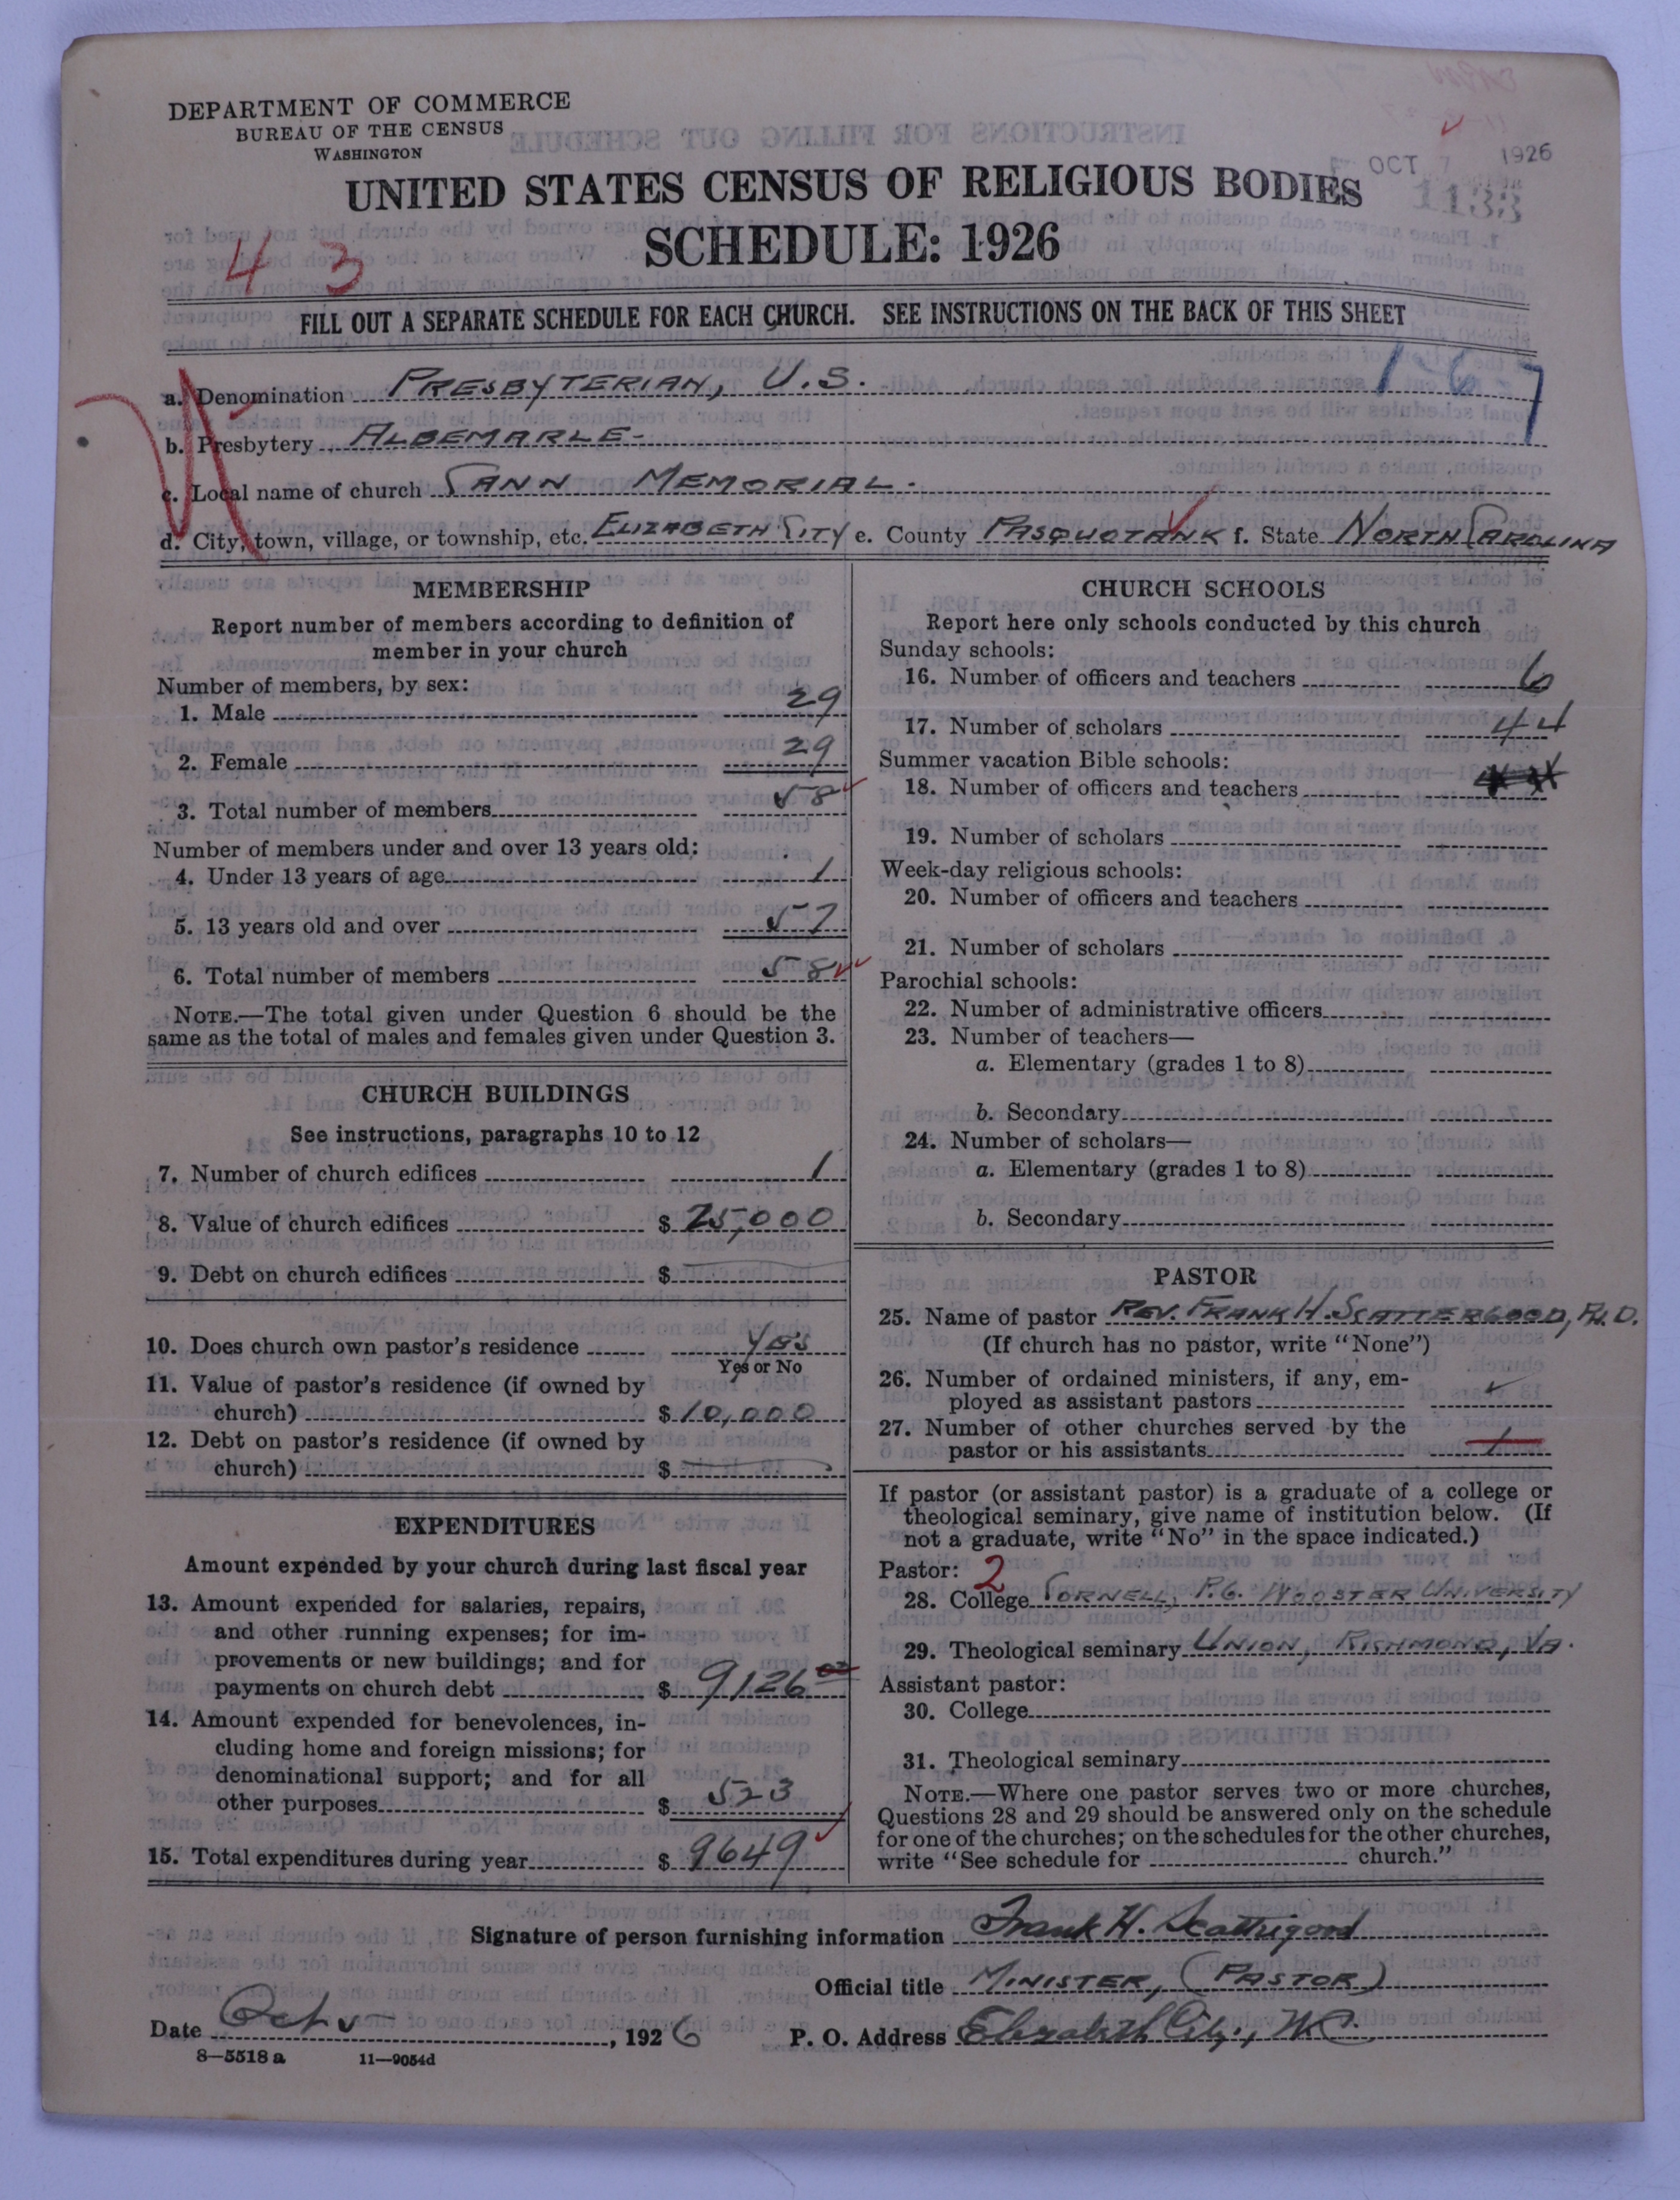 DEPARTMENT OF COMMERCE
BUREAU OF THE CENSUS
WASHINGTON
OCT 7 1926
1133
UNITED STATES CENSUS OF RELIGIOUS BODIES
SCHEDULE: 1926
4 3
FILL OUT A SEPARATE SCHEDULE FOR EACH CHURCH. SEE INSTRUCTIONS ON THE BACK OF THIS SHEET
a. Denomination PRESBYTERIAN, U.S. 1-67
b. Presbytery ALBEMARLE
c. Local name of church CANN MEMORIAL.
d. City, town, village, or township, etc. ELIZABETH CITY e. County PASQUOTANK f. State NORTH CAROLINA
MEMBERSHIP
Report number of members according to definition of
member in your church
Number of members, by sex:
1. Male 29
2. Female 29
3. Total number of members 58
Number of members under and over 13 years old:
4. Under 13 years of age 1
5. 13 years old and over 57
6. Total number of members 58
NOTE.—The total given under Question 6 should be the
same as the total of males and females given under Question 3.
CHURCH BUILDINGS
See instructions, paragraphs 10 to 12
7. Number of church edifices 1
8. Value of church edifices $ 25,000
9. Debt on church edifices $
10. Does church own pastor's residence YES
Yes or No
11. Value of pastor's residence (if owned by
church) $ 10,000
12. Debt on pastor's residence (if owned by
church) $
EXPENDITURES
Amount expended by your church during last fiscal year
13. Amount expended for salaries, repairs,
and other running expenses; for im-
provements or new buildings; and for
payments on church debt $ 9126
14. Amount expended for benevolences, in-
cluding home and foreign missions; for
denominational support; and for all
other purposes $ 523
15. Total expenditures during year $ 9649
CHURCH SCHOOLS
Report here only schools conducted by this church
Sunday schools:
16. Number of officers and teachers 6
17. Number of scholars 44
Summer vacation Bible schools:
18. Number of officers and teachers
19. Number of scholars
Week-day religious schools:
20. Number of officers and teachers
21. Number of scholars
Parochial schools:
22. Number of administrative officers
23. Number of teachers—
a. Elementary (grades 1 to 8)
b. Secondary
24. Number of scholars—
a. Elementary (grades 1 to 8)
b. Secondary
PASTOR
25. Name of pastor REV. FRANK H. SCATTERGOOD, PH.D.
(If church has no pastor, write "None")
26. Number of ordained ministers, if any, em-
ployed as assistant pastors
27. Number of other churches served by the
pastor or his assistants 1
If pastor (or assistant pastor) is a graduate of a college or
theological seminary, give name of institution below. (If
not a graduate, write "No" in the space indicated.)
Pastor: 2
28. College CORNELL, P.G. WOOSTER UNIVERSITY
29. Theological seminary UNION, RICHMOND, VA.
Assistant pastor:
30. College
31. Theological seminary
NOTE.—Where one pastor serves two or more churches,
Questions 28 and 29 should be answered only on the schedule
for one of the churches; on the schedules for the other churches,
write "See schedule for church."
Signature of person furnishing information Frank H. Scattergood
Official title MINISTER, (PASTOR)
Date Oct 5, 1926 P. O. Address Elizabeth City, N.C.
8—5518 a 11—9054d